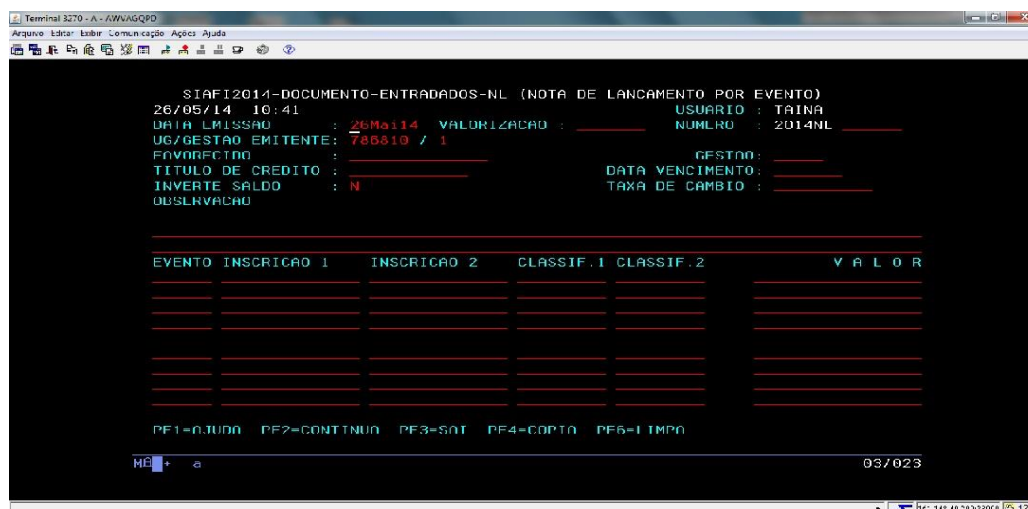 Terminal 3270 - A - AWVAGQPD
Arquivo Editar Exibir Comunicação Ações Ajuda
SIAFI2014-DOCUMENTO-ENTRADADOS-NL (NOTA DE LANCAMENTO POR EVENTO)
26/05/14 10:41 USUARIO : TAINA
DATA EMISSAO : 26Mai14 VALORIZACAO : NUMERO : 2014NL
UG/GESTAO EMITENTE: 786810 / 1
FAVORECIDO : GESTAO:
TITULO DE CREDITO : DATA VENCIMENTO:
INVERTE SALDO : N TAXA DE CAMBIO :
OBSERVACAO
EVENTO INSCRICAO 1 INSCRICAO 2 CLASSIF.1 CLASSIF.2 V A L O R
PF1=AJUDA PF2=CONTINUA PF3=SAI PF4=COPIA PF6=LIMPA
+ a 03/023